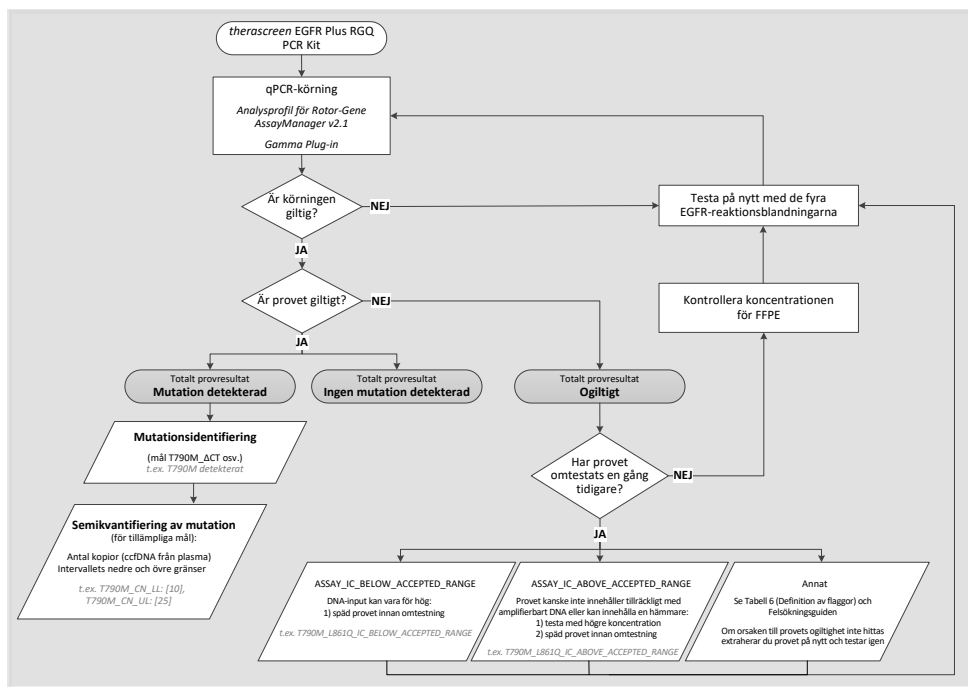 therascreen EGFR Plus RGQ
PCR Kit
qPCR-körning
Analysprofil för Rotor-Gene
AssayManager v2.1
Gamma Plug-in
Är körningen
giltig?
NEJ
Testa på nytt med de fyra
EGFR-reaktionsblandningarna
JA
Är provet giltigt?
NEJ
Kontrollera koncentrationen
för FFPE
JA
Totalt provresultat
Mutation detekterad
Totalt provresultat
Ingen mutation detekterad
Totalt provresultat
Ogiltigt
Mutationsidentifiering
(mål T790M_ΔCT osv.)
t.ex. T790M detekterat
Har provet
omtestats en gång
tidigare?
NEJ
Semikvantifiering av mutation
(för tillämpliga mål):
Antal kopior (ccfDNA från plasma)
Intervallets nedre och övre gränser
t.ex. T790M_CN_LL: [10],
T790M_CN_UL: [25]
JA
ASSAY_IC_BELOW_ACCEPTED_RANGE
DNA-input kan vara för hög:
1) späd provet innan omtestning
t.ex. T790M_L861Q_IC_BELOW_ACCEPTED_RANGE
ASSAY_IC_ABOVE_ACCEPTED_RANGE
Provet kanske inte innehåller tillräckligt med
amplifierbart DNA eller kan innehålla en hämmare:
1) testa med högre koncentration
2) späd provet innan omtestning
t.ex. T790M_L861Q_IC_ABOVE_ACCEPTED_RANGE
Annat
Se Tabell 6 (Definition av flaggor) och
Felsökningsguiden
Om orsaken till provets ogiltighet inte hittas
extraherar du provet på nytt och testar igen